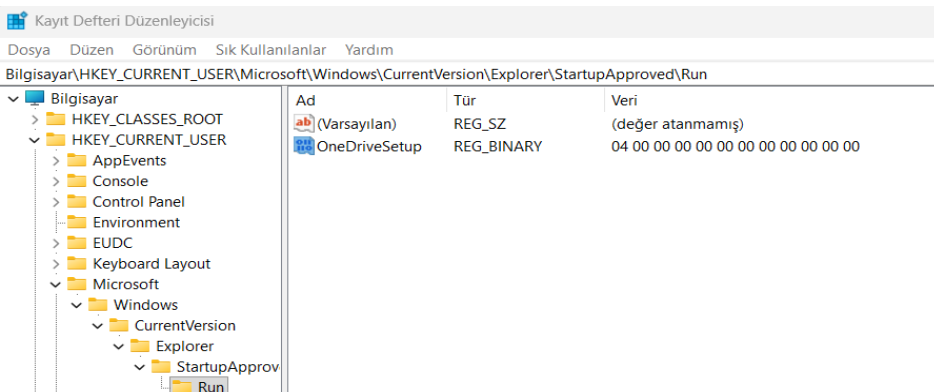 Kayıt Defteri Düzenleyicisi
Dosya Düzen Görünüm Sık Kullanılanlar Yardım
Bilgisayar\HKEY_CURRENT_USER\Microsoft\Windows\CurrentVersion\Explorer\StartupApproved\Run
Bilgisayar
HKEY_CLASSES_ROOT
HKEY_CURRENT_USER
AppEvents
Console
Control Panel
Environment
EUDC
Keyboard Layout
Microsoft
Windows
CurrentVersion
Explorer
StartupApprov
Run
Ad Tür Veri
(Varsayılan) REG_SZ (değer atanmamış)
OneDriveSetup REG_BINARY 04 00 00 00 00 00 00 00 00 00 00 00